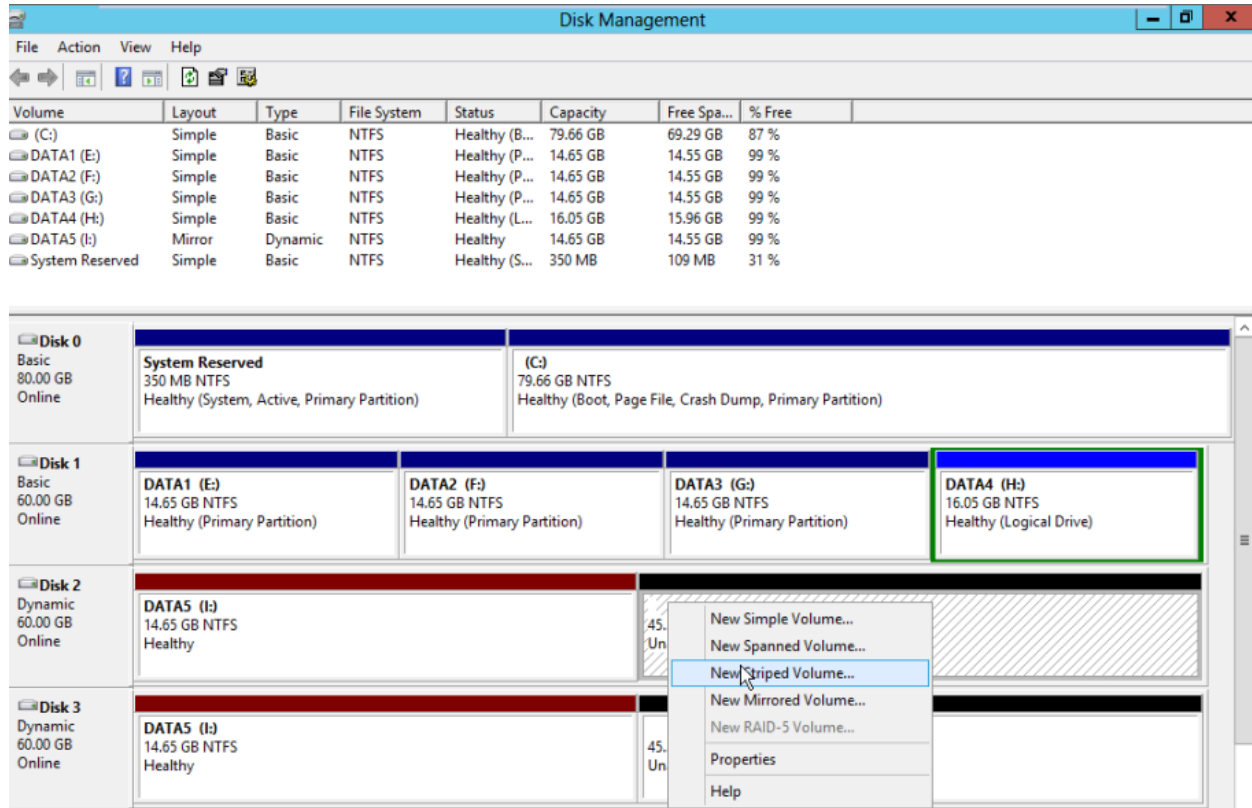 Disk Management
File Action View Help
Volume Layout Type File System Status Capacity Free Spa... % Free
(C:) Simple Basic NTFS Healthy (B... 79.66 GB 69.29 GB 87 %
DATA1 (E:) Simple Basic NTFS Healthy (P... 14.65 GB 14.55 GB 99 %
DATA2 (F:) Simple Basic NTFS Healthy (P... 14.65 GB 14.55 GB 99 %
DATA3 (G:) Simple Basic NTFS Healthy (P... 14.65 GB 14.55 GB 99 %
DATA4 (H:) Simple Basic NTFS Healthy (L... 16.05 GB 15.96 GB 99 %
DATA5 (I:) Mirror Dynamic NTFS Healthy 14.65 GB 14.55 GB 99 %
System Reserved Simple Basic NTFS Healthy (S... 350 MB 109 MB 31 %
Disk 0
Basic
80.00 GB
Online
System Reserved
350 MB NTFS
Healthy (System, Active, Primary Partition)
(C:)
79.66 GB NTFS
Healthy (Boot, Page File, Crash Dump, Primary Partition)
Disk 1
Basic
60.00 GB
Online
DATA1 (E:)
14.65 GB NTFS
Healthy (Primary Partition)
DATA2 (F:)
14.65 GB NTFS
Healthy (Primary Partition)
DATA3 (G:)
14.65 GB NTFS
Healthy (Primary Partition)
DATA4 (H:)
16.05 GB NTFS
Healthy (Logical Drive)
Disk 2
Dynamic
60.00 GB
Online
DATA5 (I:)
14.65 GB NTFS
Healthy
45.
Un
New Simple Volume...
New Spanned Volume...
New Striped Volume...
New Mirrored Volume...
New RAID-5 Volume...
Properties
Help
Disk 3
Dynamic
60.00 GB
Online
DATA5 (I:)
14.65 GB NTFS
Healthy
45.
Un